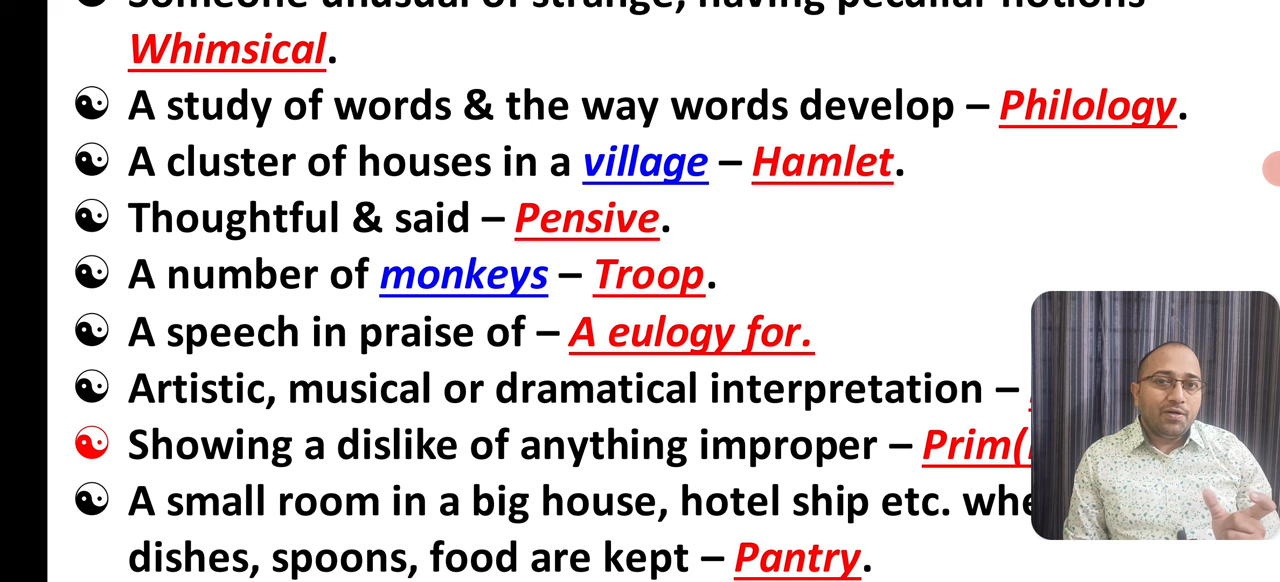 Someone unusual or strange, having peculiar notions
Whimsical.
A study of words & the way words develop – Philology.
A cluster of houses in a village – Hamlet.
Thoughtful & said – Pensive.
A number of monkeys – Troop.
A speech in praise of – A eulogy for.
Artistic, musical or dramatical interpretation –
Showing a dislike of anything improper – Prim(
A small room in a big house, hotel ship etc.
dishes, spoons, food are kept – Pantry.